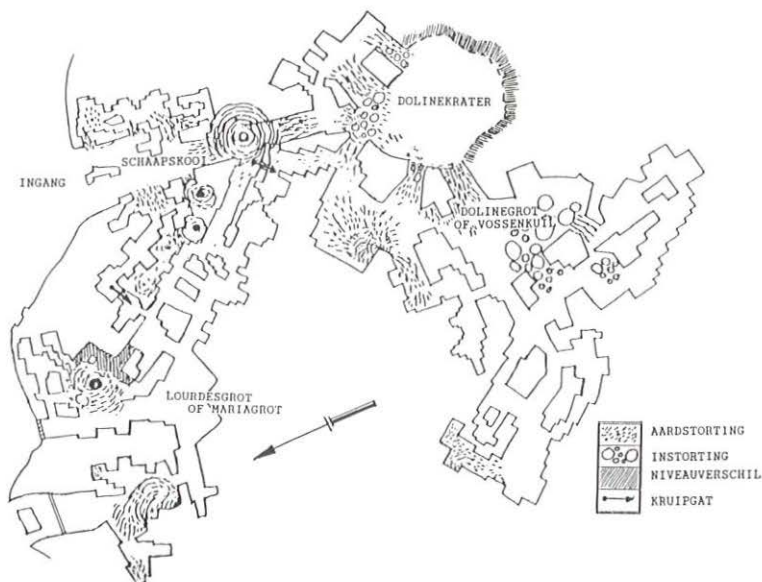 DOLINEKRATER
SCHAAPSKOOI
INGANG
DOLINEGROT
OF VOSSENKUIL
LOURDESGROT
OF MARIAGROT
AARDSTORTING
INSTORTING
NIVEAUVERSCHIL
KRUIPGAT